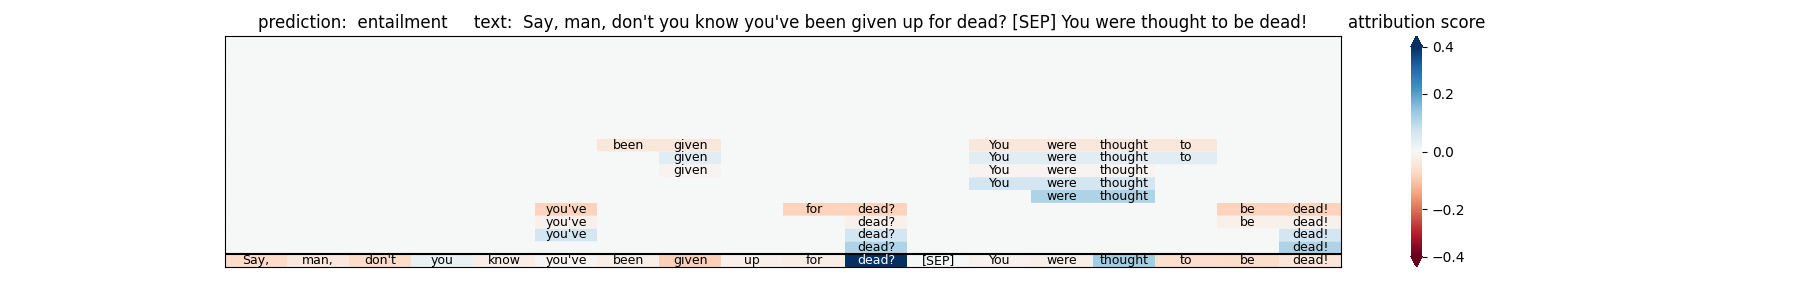 prediction:  entailment     text:  Say, man, don't you know you've been given up for dead? [SEP] You were thought to be dead!        attribution score
0.4
0.2
been given You were thought to
0.0
given You were thought to
given You were thought
You were thought
were thought
you've for dead? be dead!
−0.2
you've dead? be dead!
you've dead? dead!
dead? dead!
Say, man, don't you know you've been given up for dead? [SEP] You were thought to be dead!
−0.4